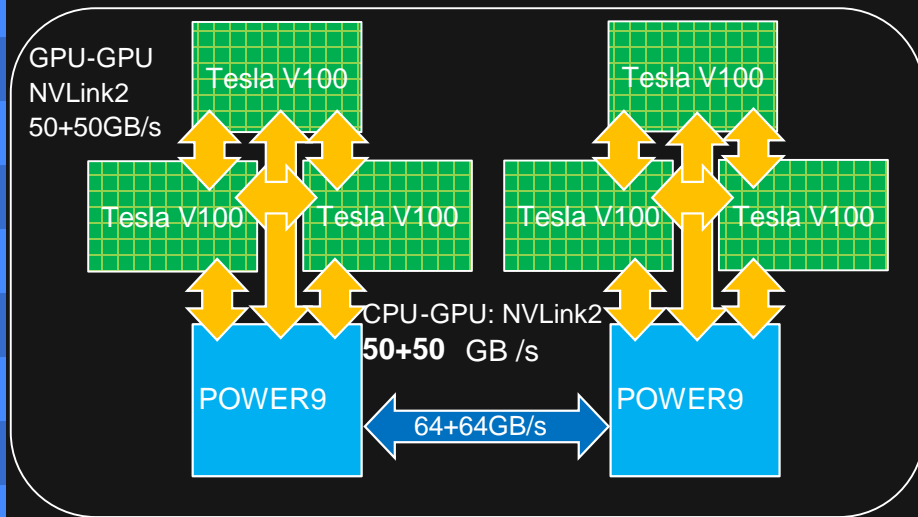 GPU-GPU
NVLink2
50+50GB/s
Tesla V100
Tesla V100
Tesla V100
Tesla V100
Tesla V100
Tesla V100
CPU-GPU: NVLink2
50+50 GB /s
POWER9
64+64GB/s
POWER9